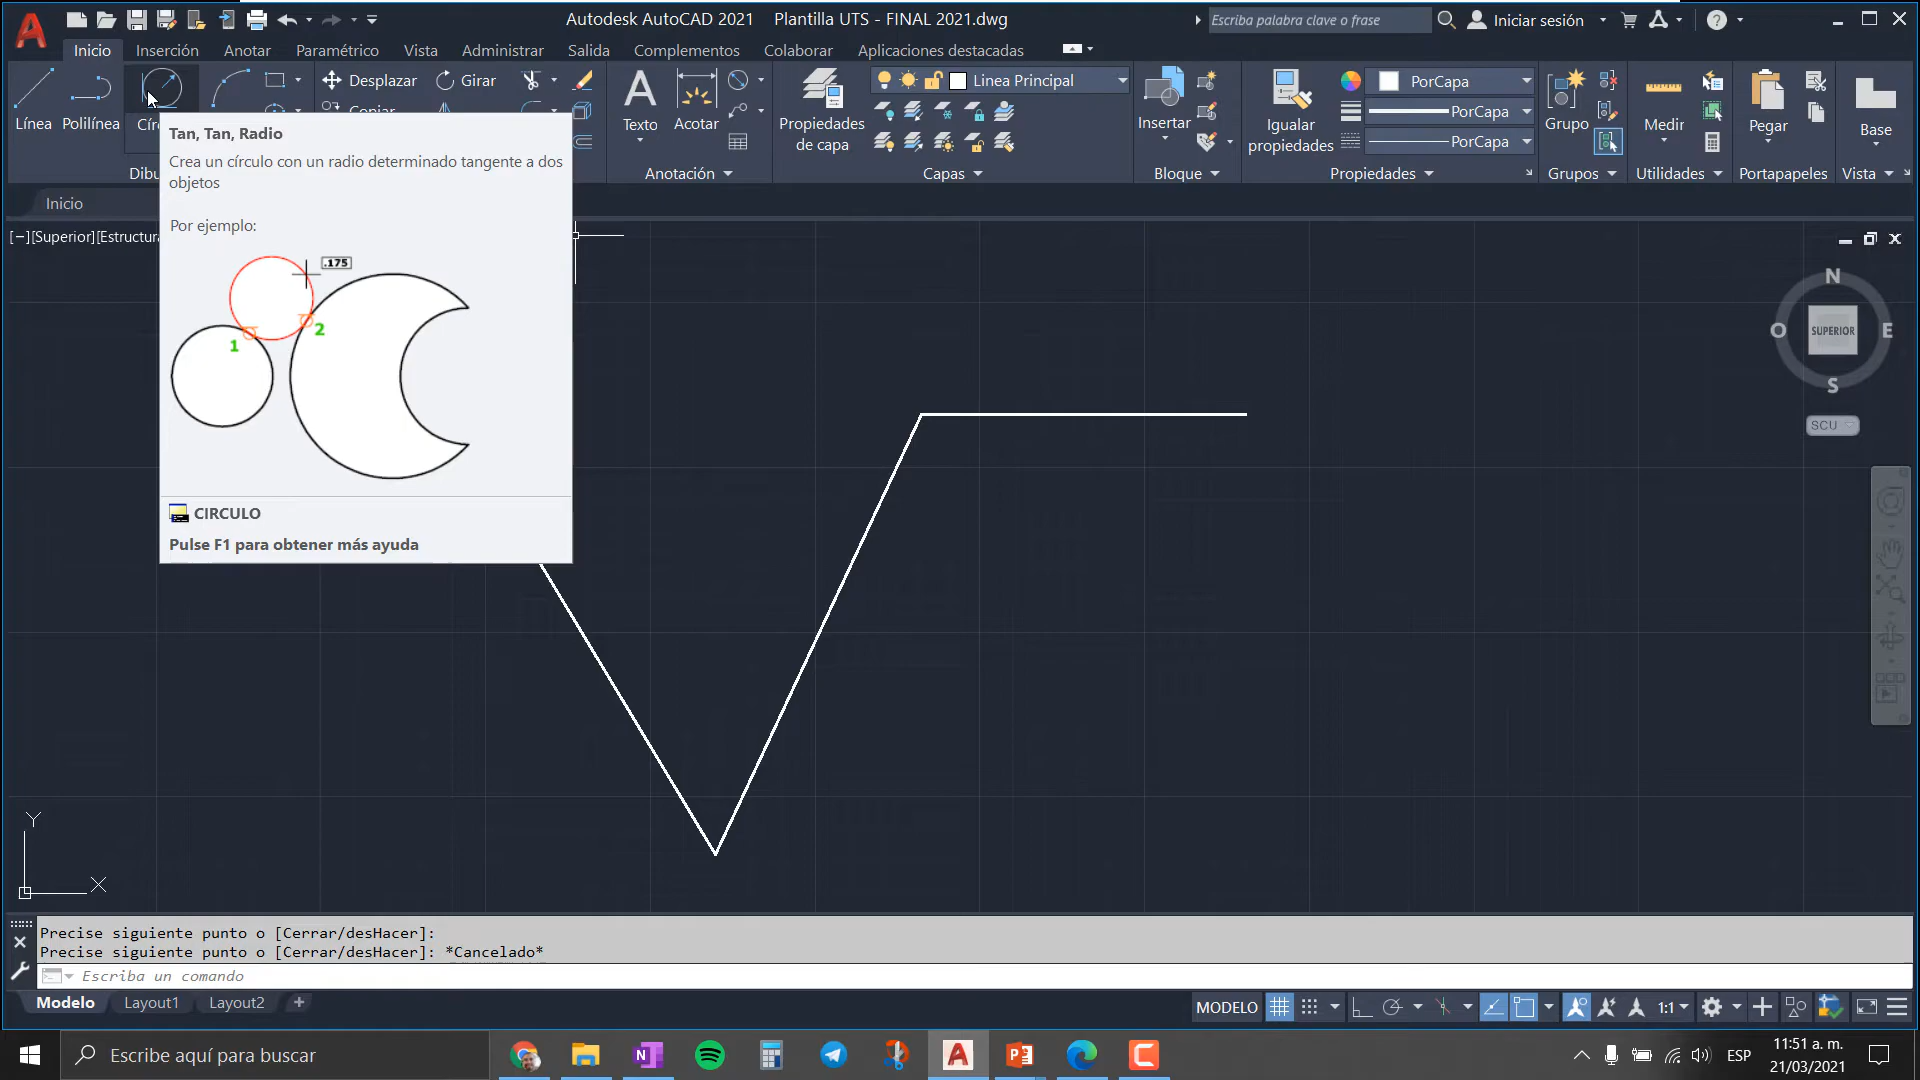 Autodesk AutoCAD 2021 Plantilla UTS - FINAL 2021.dwg
Escriba palabra clave o frase
Iniciar sesión
Inicio Inserción Anotar Paramétrico Vista Administrar Salida Complementos Colaborar Aplicaciones destacadas
Línea Polilínea
Desplazar Girar
Texto Acotar
Propiedades de capa
Linea Principal
Insertar
Igualar propiedades
PorCapa
PorCapa
PorCapa
Grupo
Medir
Pegar
Base
Anotación Capas Bloque Propiedades Grupos Utilidades Portapapeles Vista
Inicio
[−][Superior]
Tan, Tan, Radio
Crea un círculo con un radio determinado tangente a dos
objetos
Por ejemplo:
.175
2
1
CIRCULO
Pulse F1 para obtener más ayuda
N
O SUPERIOR E
S
SCU
Y
X
Precise siguiente punto o [Cerrar/desHacer]:
Precise siguiente punto o [Cerrar/desHacer]: *Cancelado*
Escriba un comando
Modelo Layout1 Layout2 +
MODELO 1:1
Escribe aquí para buscar
ESP
11:51 a. m.
21/03/2021